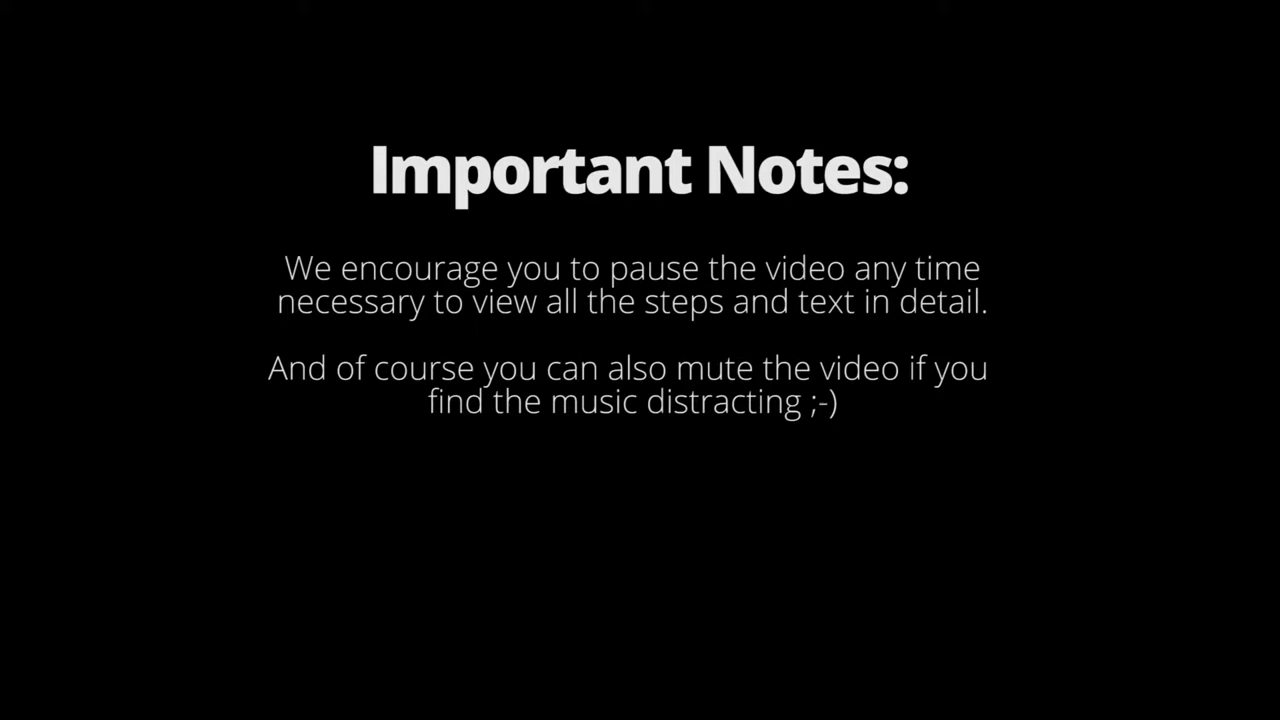 Important Notes:
We encourage you to pause the video any time
necessary to view all the steps and text in detail.
And of course you can also mute the video if you
find the music distracting ;-)